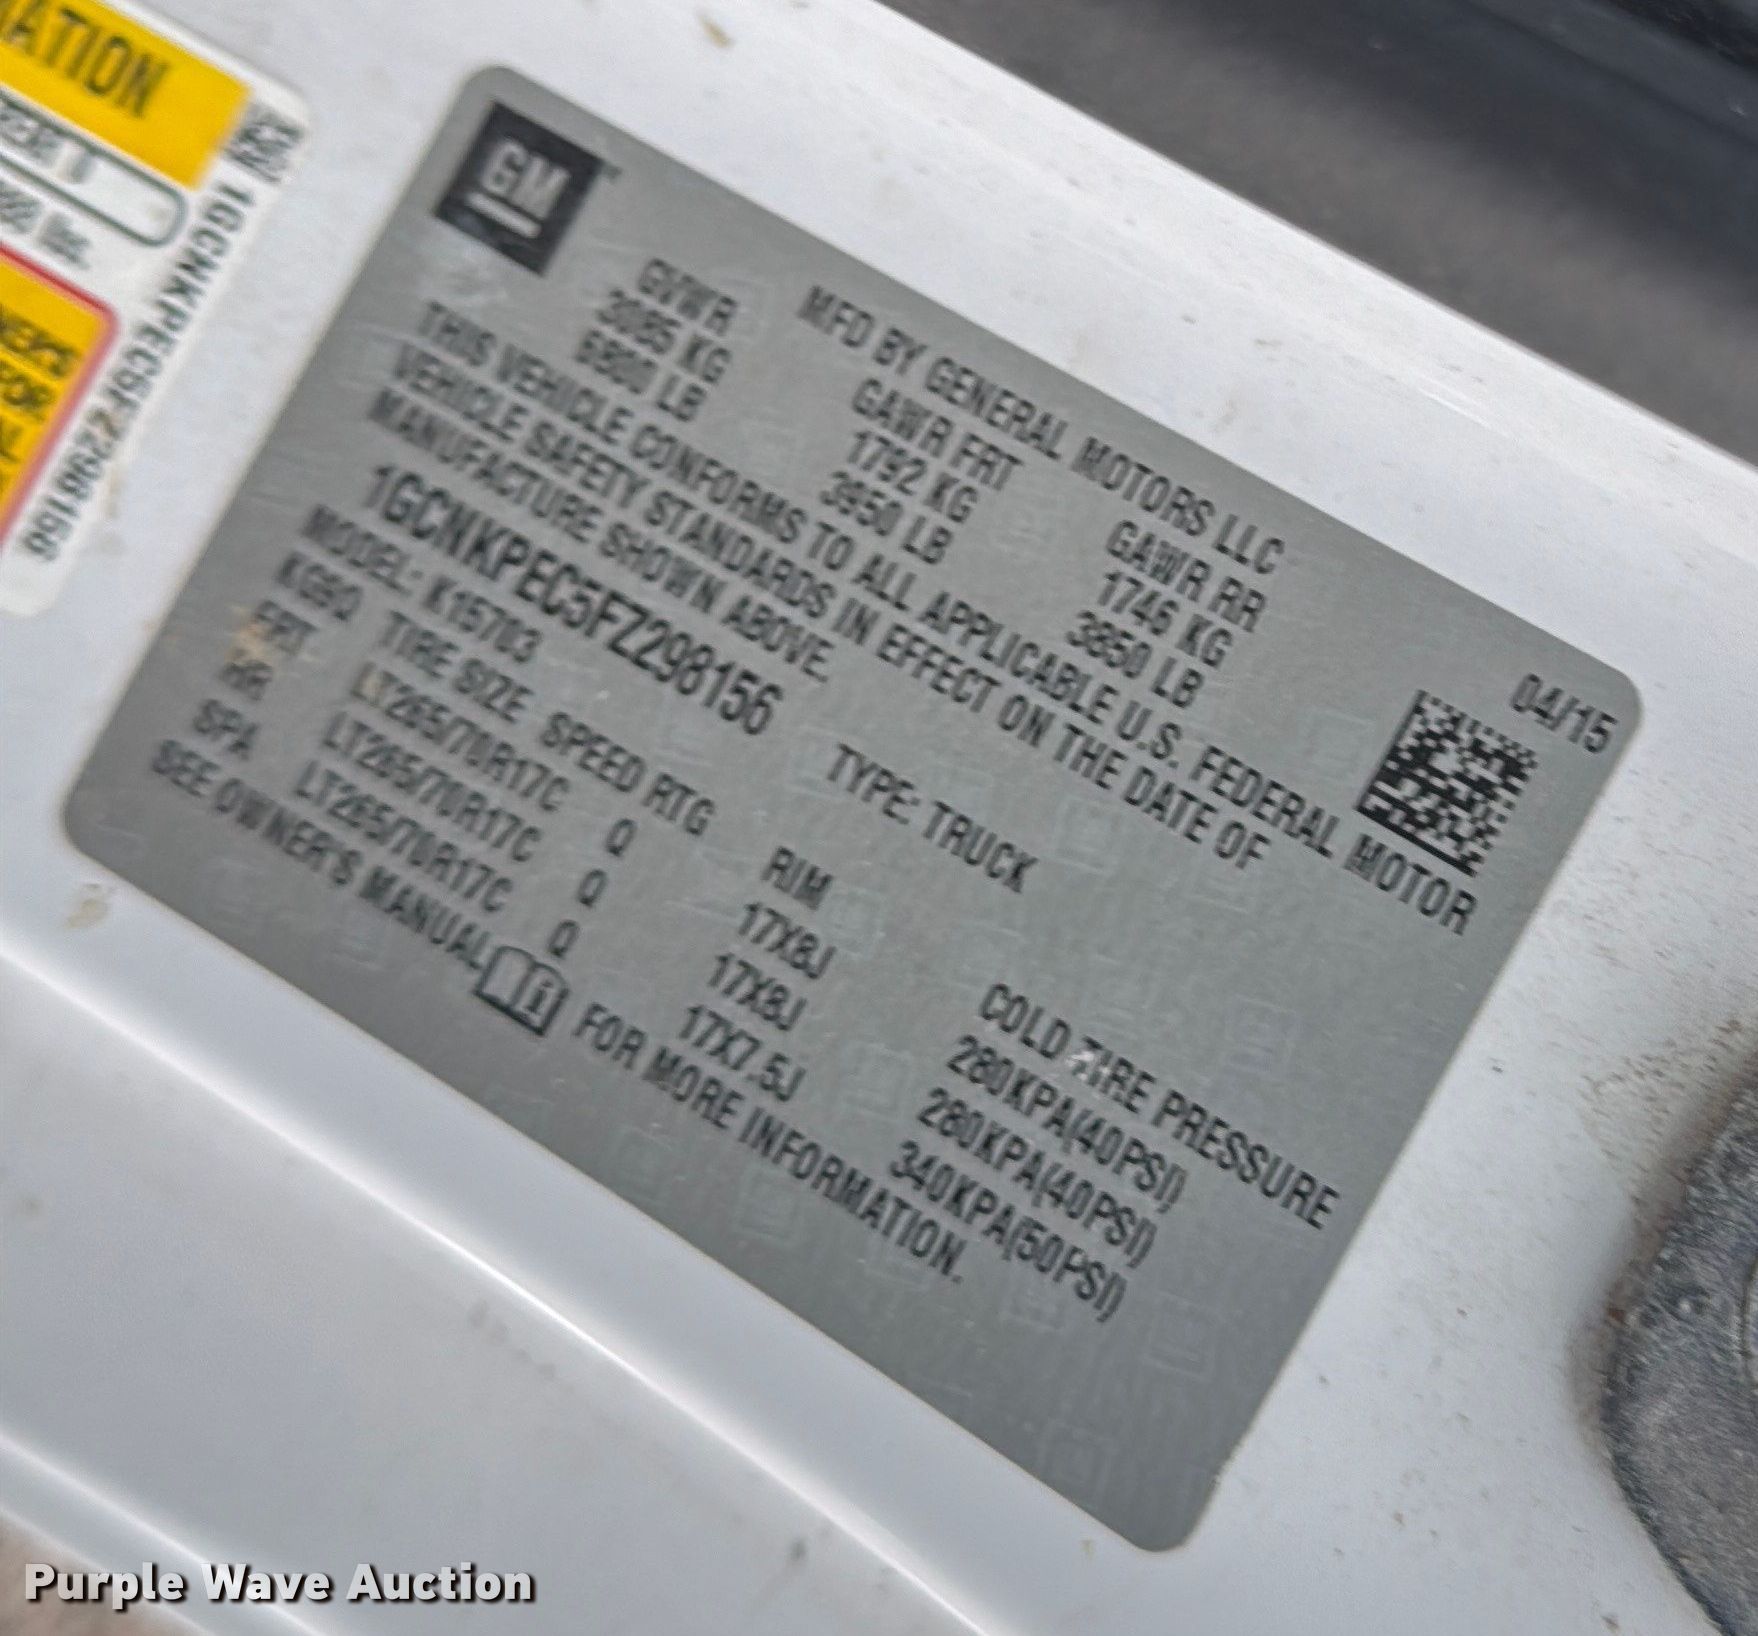 ATION
1GCNKPEC5FZ298156
GM
MFD BY GENERAL MOTORS LLC
04/15
GVWR GAWR FRT GAWR RR
3085 KG 1792 KG 1746 KG
6800 LB 3950 LB 3850 LB
THIS VEHICLE CONFORMS TO ALL APPLICABLE U.S. FEDERAL MOTOR
VEHICLE SAFETY STANDARDS IN EFFECT ON THE DATE OF
MANUFACTURE SHOWN ABOVE.
1GCNKPEC5FZ298156 TYPE: TRUCK
MODEL: K15703
TIRE SIZE SPEED RTG RIM COLD TIRE PRESSURE
FRT LT265/70R17C Q 17X8J 280KPA(40PSI)
RR LT265/70R17C Q 17X8J 280KPA(40PSI)
SPA LT265/70R17C Q 17X7.5J 340KPA(50PSI)
SEE OWNER'S MANUAL FOR MORE INFORMATION.
Purple Wave Auction